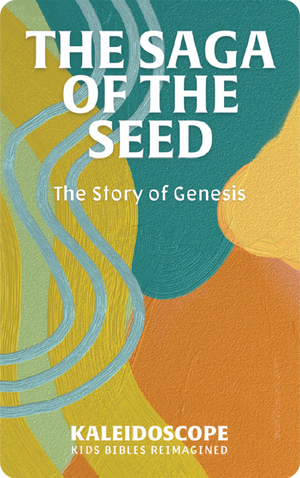 THE SAGA
OF THE
SEED
The Story of Genesis
KALEIDOSCOPE
KIDS BIBLES REIMAGINED